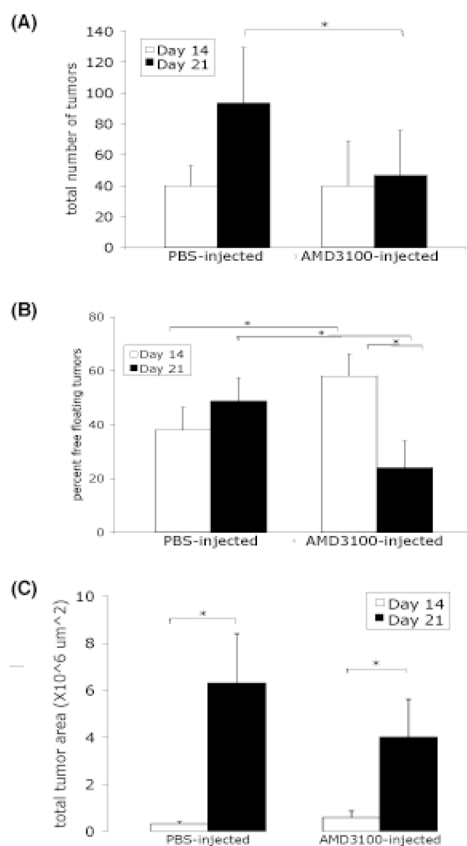 (A)
total number of tumors
140
120
100
80
60
40
20
0
Day 14
Day 21
*
PBS-injected
AMD3100-injected
(B)
percent free floating tumors
80
60
40
20
0
Day 14
Day 21
*
*
*
PBS-injected
AMD3100-injected
(C)
total tumor area (X10^6 um^2)
10
8
6
4
2
0
Day 14
Day 21
*
*
PBS-injected
AMD3100-injected